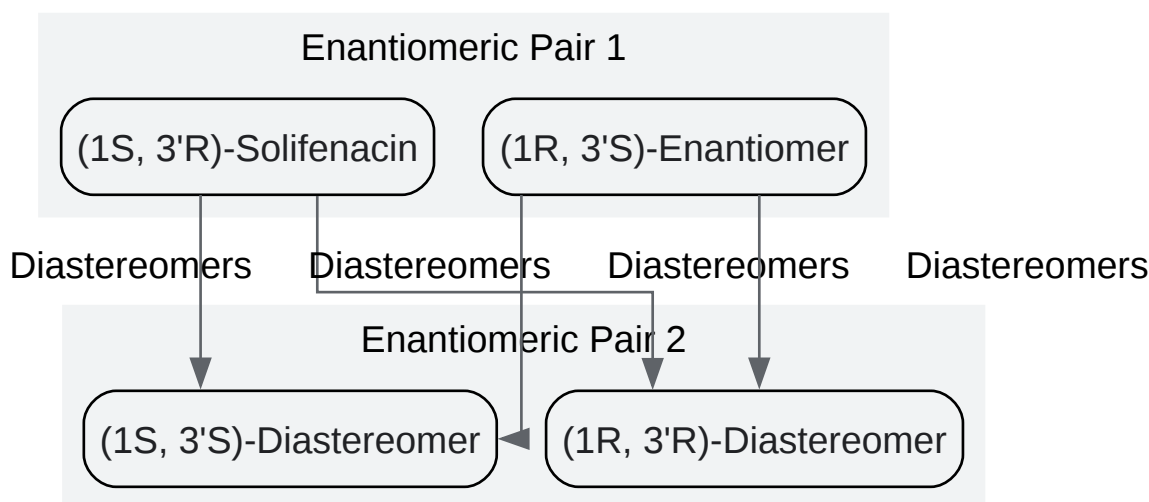 Enantiomeric Pair 1
(1S, 3'R)-Solifenacin
(1R, 3'S)-Enantiomer
Diastereomers
Diastereomers
Diastereomers
Diastereomers
Enantiomeric Pair 2
(1S, 3'S)-Diastereomer
(1R, 3'R)-Diastereomer